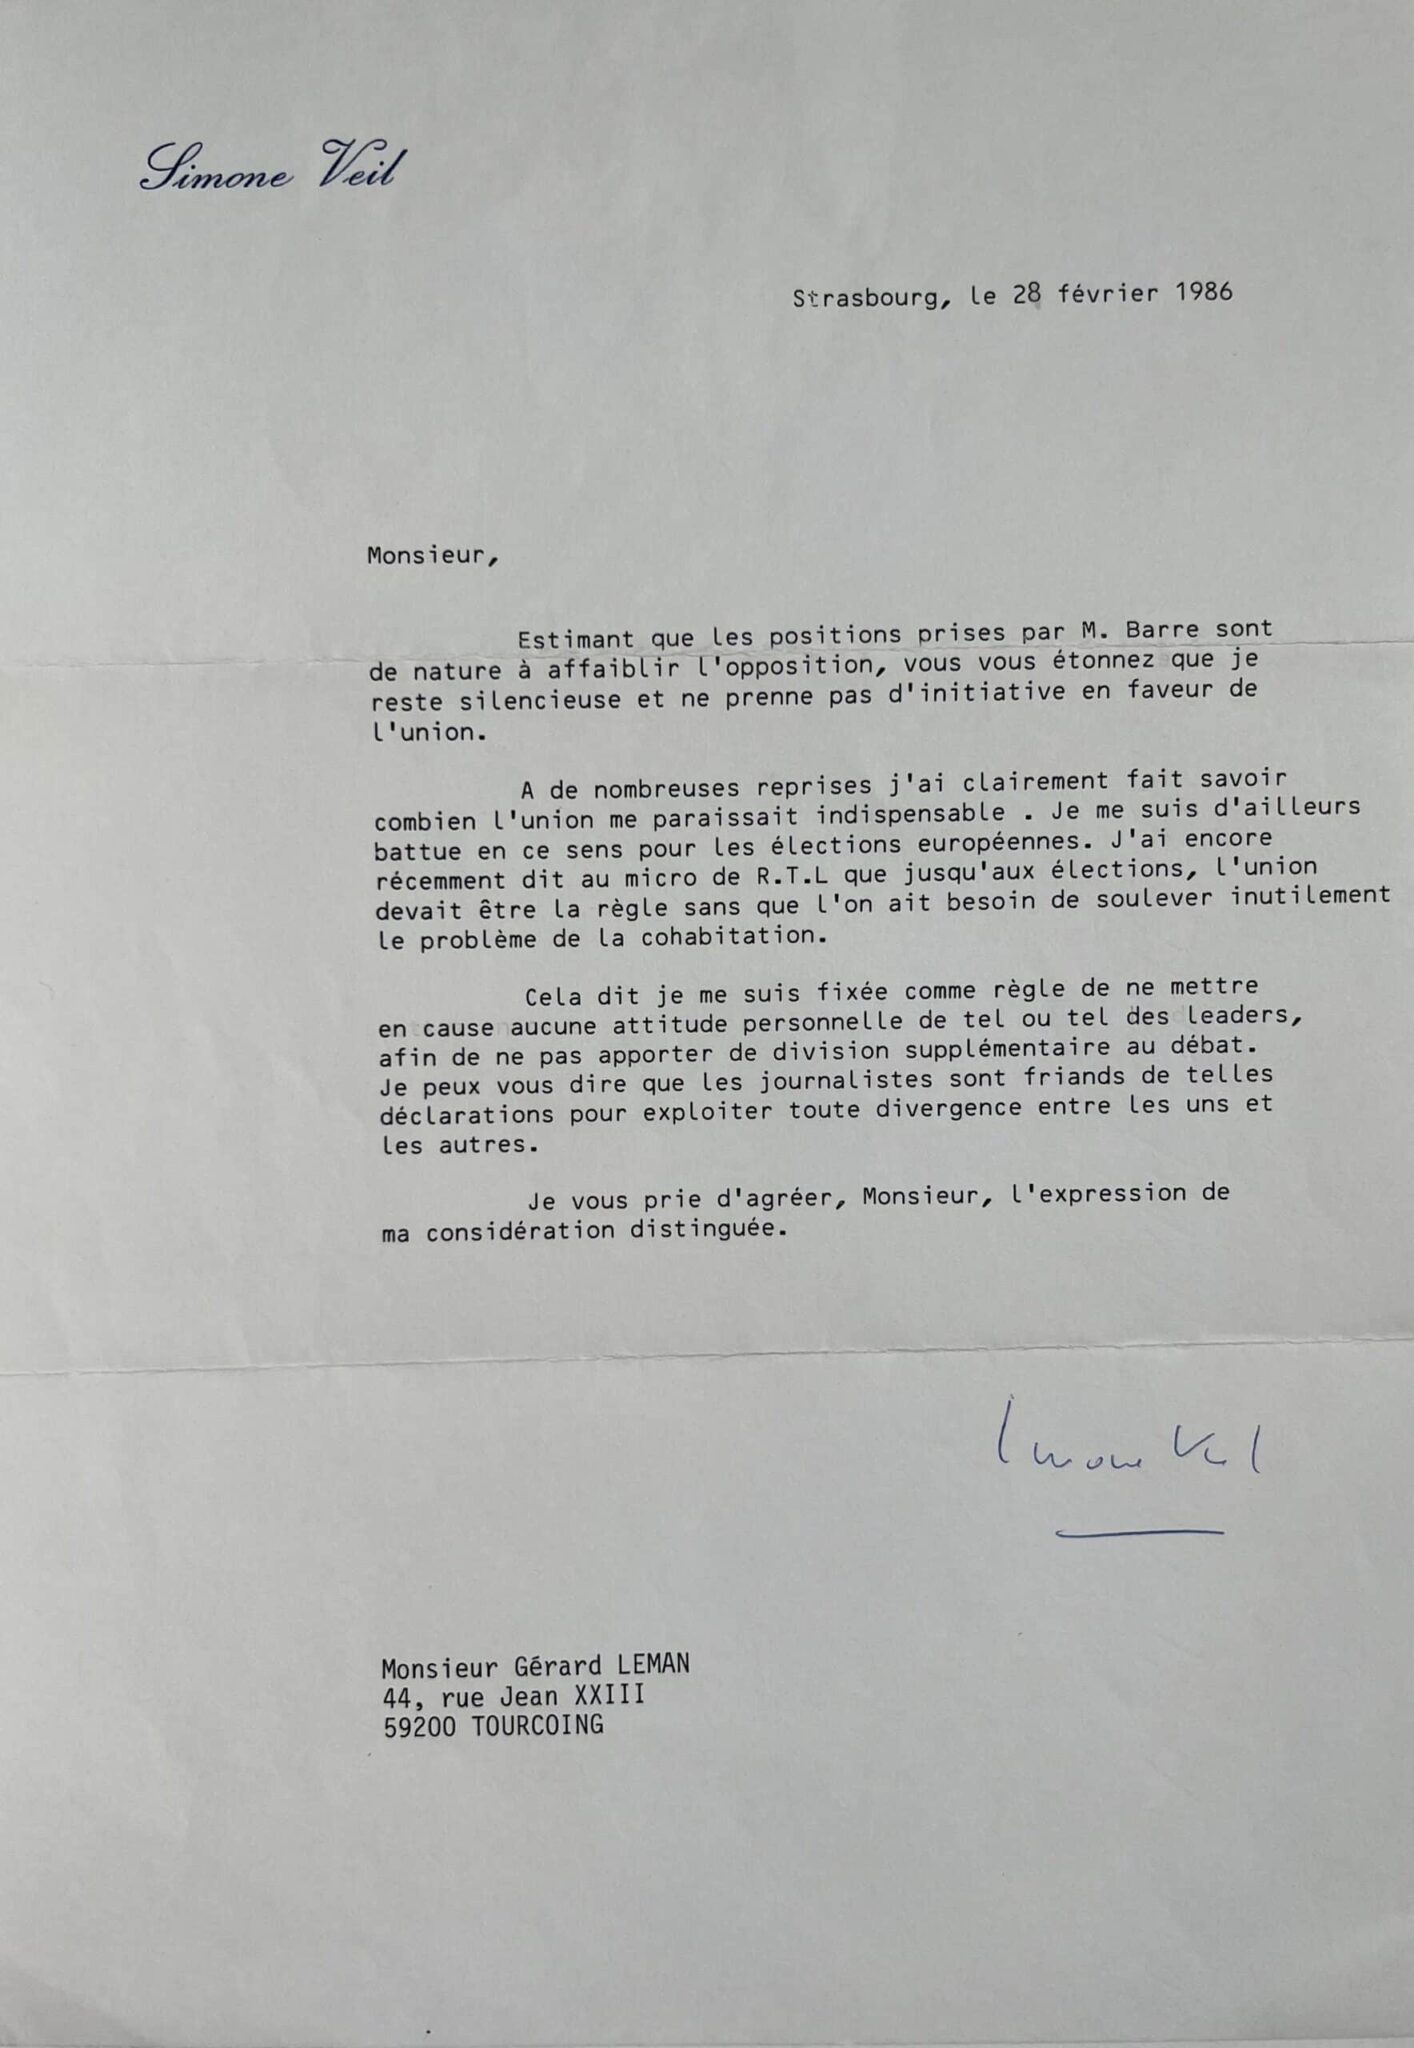 Simone Veil
Strasbourg, le 28 février 1986
Monsieur,
Estimant que les positions prises par M. Barre sont
de nature à affaiblir l'opposition, vous vous étonnez que je
reste silencieuse et ne prenne pas d'initiative en faveur de
l'union.
A de nombreuses reprises j'ai clairement fait savoir
combien l'union me paraissait indispensable . Je me suis d'ailleurs
battue en ce sens pour les élections européennes. J'ai encore
récemment dit au micro de R.T.L que jusqu'aux élections, l'union
devait être la règle sans que l'on ait besoin de soulever inutilement
le problème de la cohabitation.
Cela dit je me suis fixée comme règle de ne mettre
en cause aucune attitude personnelle de tel ou tel des leaders,
afin de ne pas apporter de division supplémentaire au débat.
Je peux vous dire que les journalistes sont friands de telles
déclarations pour exploiter toute divergence entre les uns et
les autres.
Je vous prie d'agréer, Monsieur, l'expression de
ma considération distinguée.
Simone Veil
Monsieur Gérard LEMAN
44, rue Jean XXIII
59200 TOURCOING